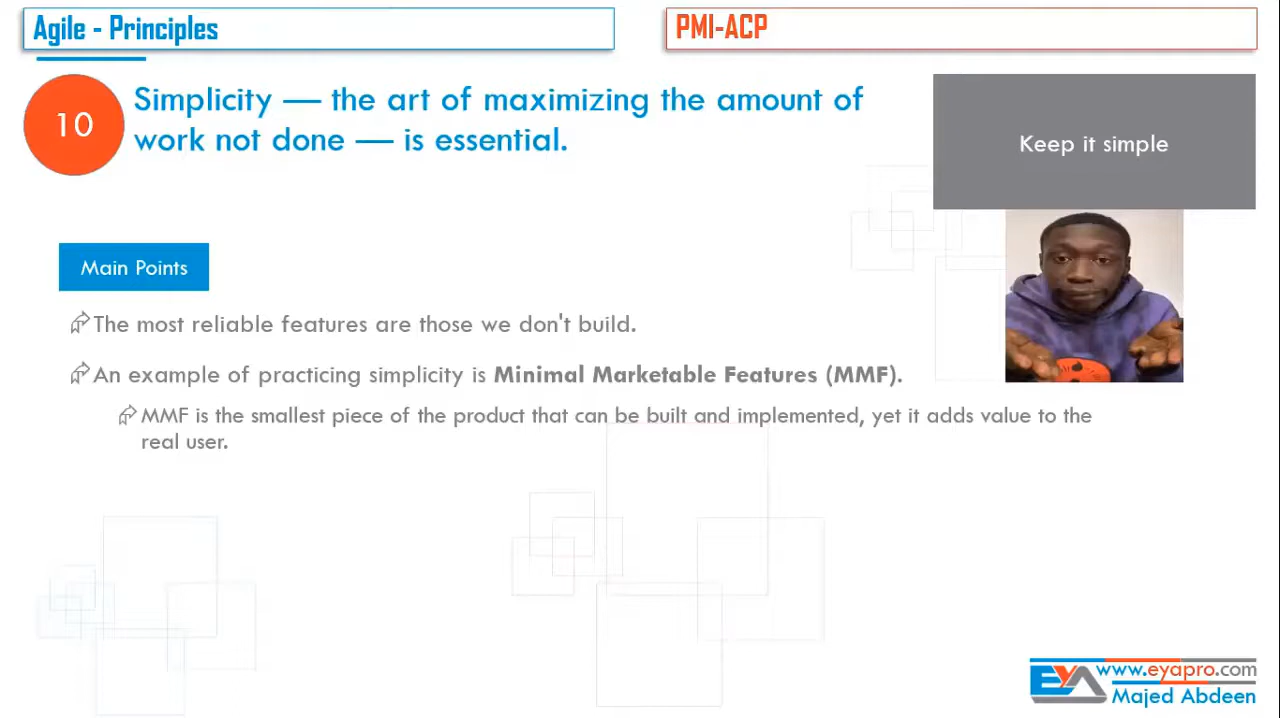 Agile - Principles
PMI-ACP
10
Simplicity — the art of maximizing the amount of
work not done — is essential.
Keep it simple
Main Points
The most reliable features are those we don't build.
An example of practicing simplicity is Minimal Marketable Features (MMF).
MMF is the smallest piece of the product that can be built and implemented, yet it adds value to the
real user.
EYA
www.eyapro.com
Majed Abdeen